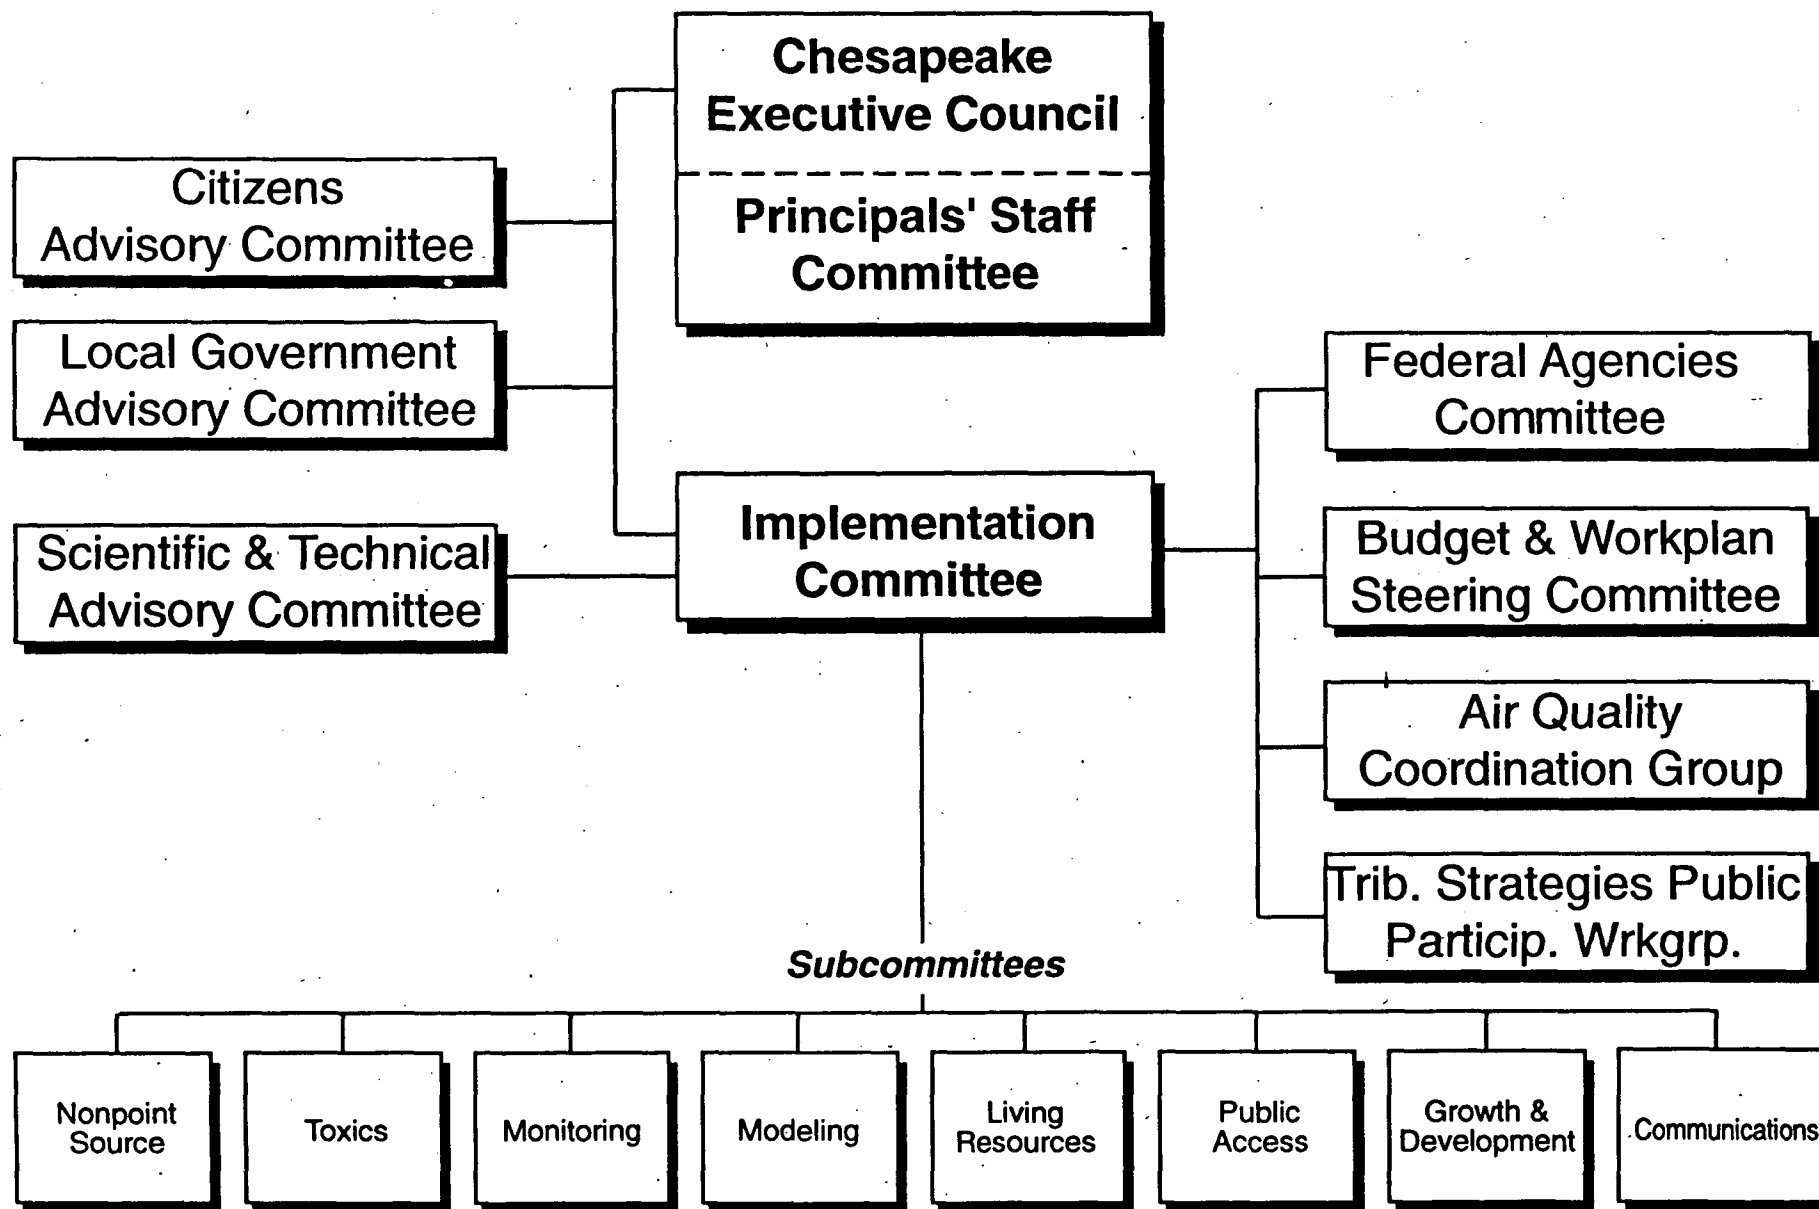 Chesapeake
Executive Council
Principals' Staff
Committee
Citizens
Advisory Committee
Local Government
Advisory Committee
Scientific & Technical
Advisory Committee
Implementation
Committee
Federal Agencies
Committee
Budget & Workplan
Steering Committee
Air Quality
Coordination Group
Trib. Strategies Public
Particip. Wrkgrp.
Subcommittees
Nonpoint
Source
Toxics
Monitoring
Modeling
Living
Resources
Public
Access
Growth &
Development
Communications